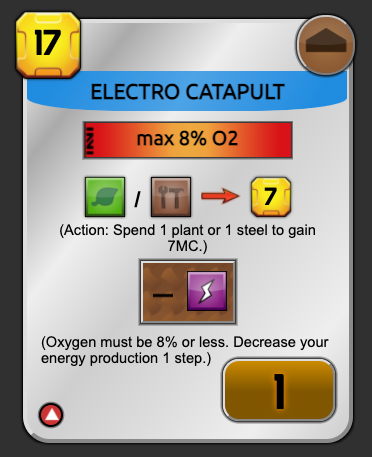 17
ELECTRO CATAPULT
max 8% O2
/ 7
(Action: Spend 1 plant or 1 steel to gain
7MC.)
−
(Oxygen must be 8% or less. Decrease your
energy production 1 step.)
1